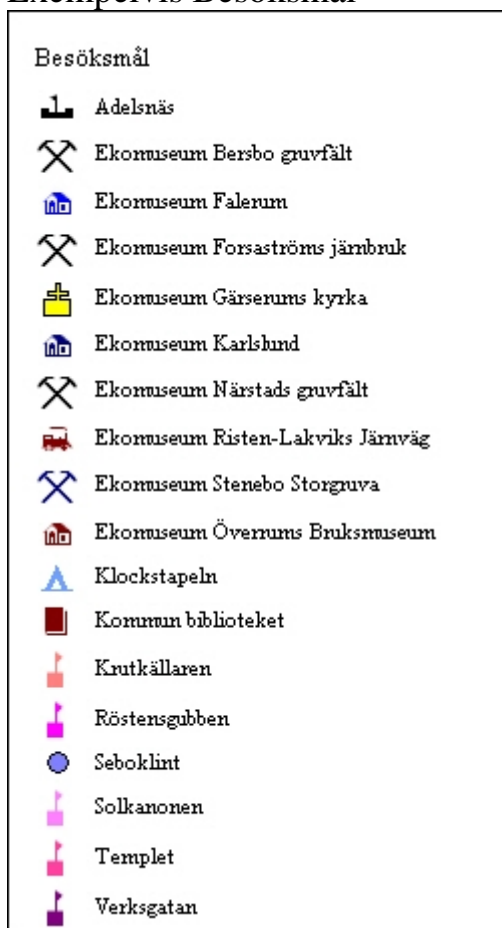 Exempelvis Besöksmål
Besöksmål
Adelsnäs
Ekomuseum Bersbo gruvfält
Ekomuseum Falerum
Ekomuseum Forsaströms järnbruk
Ekomuseum Gärserums kyrka
Ekomuseum Karlslund
Ekomuseum Närstads gruvfält
Ekomuseum Risten-Lakviks Järnväg
Ekomuseum Stenebo Storgruva
Ekomuseum Överrums Bruksmuseum
Klockstapeln
Kommun biblioteket
Krutkällaren
Röstensgubben
Seboklint
Solkanonen
Templet
Verksgatan